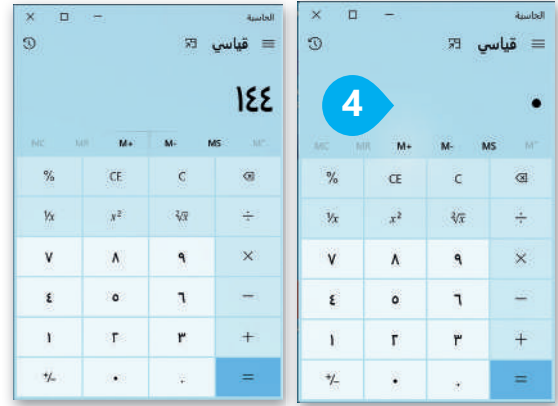 الحاسبة
قياسي
٠
4
MC MR M+ M- MS M˅
% CE C
¹/x x² ²√x ÷
٧ ٨ ٩ ×
٤ ٥ ٦ −
١ ٢ ٣ +
+/− ٠ . =
الحاسبة
قياسي
١٤٤
MC MR M+ M- MS M˅
% CE C
¹/x x² ²√x ÷
٧ ٨ ٩ ×
٤ ٥ ٦ −
١ ٢ ٣ +
+/− ٠ . =